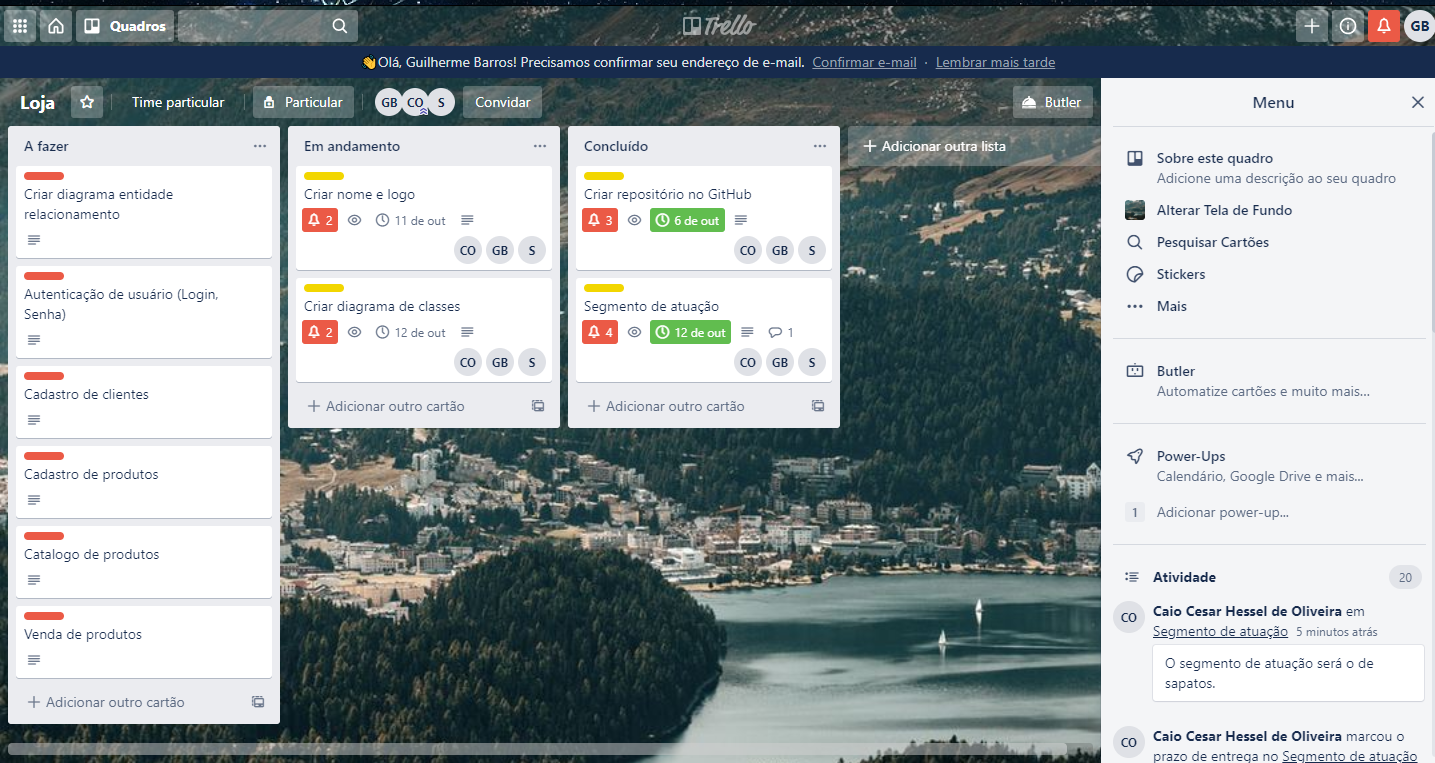 Quadros
Trello
GB
👋Olá, Guilherme Barros! Precisamos confirmar seu endereço de e-mail. Confirmar e-mail · Lembrar mais tarde
Loja
Time particular
Particular
GB
CO
S
Convidar
Butler
A fazer
Criar diagrama entidade
relacionamento
Autenticação de usuário (Login,
Senha)
Cadastro de clientes
Cadastro de produtos
Catalogo de produtos
Venda de produtos
+ Adicionar outro cartão
Em andamento
Criar nome e logo
2 11 de out
CO GB S
Criar diagrama de classes
2 12 de out
CO GB S
+ Adicionar outro cartão
Concluído
Criar repositório no GitHub
3 6 de out
CO GB S
Segmento de atuação
4 12 de out 1
CO GB S
+ Adicionar outro cartão
+ Adicionar outra lista
Menu
Sobre este quadro
Adicione uma descrição ao seu quadro
Alterar Tela de Fundo
Pesquisar Cartões
Stickers
Mais
Butler
Automatize cartões e muito mais...
Power-Ups
Calendário, Google Drive e mais...
1 Adicionar power-up...
Atividade 20
CO Caio Cesar Hessel de Oliveira em
Segmento de atuação 5 minutos atrás
O segmento de atuação será o de
sapatos.
CO Caio Cesar Hessel de Oliveira marcou o
prazo de entrega no Segmento de atuação